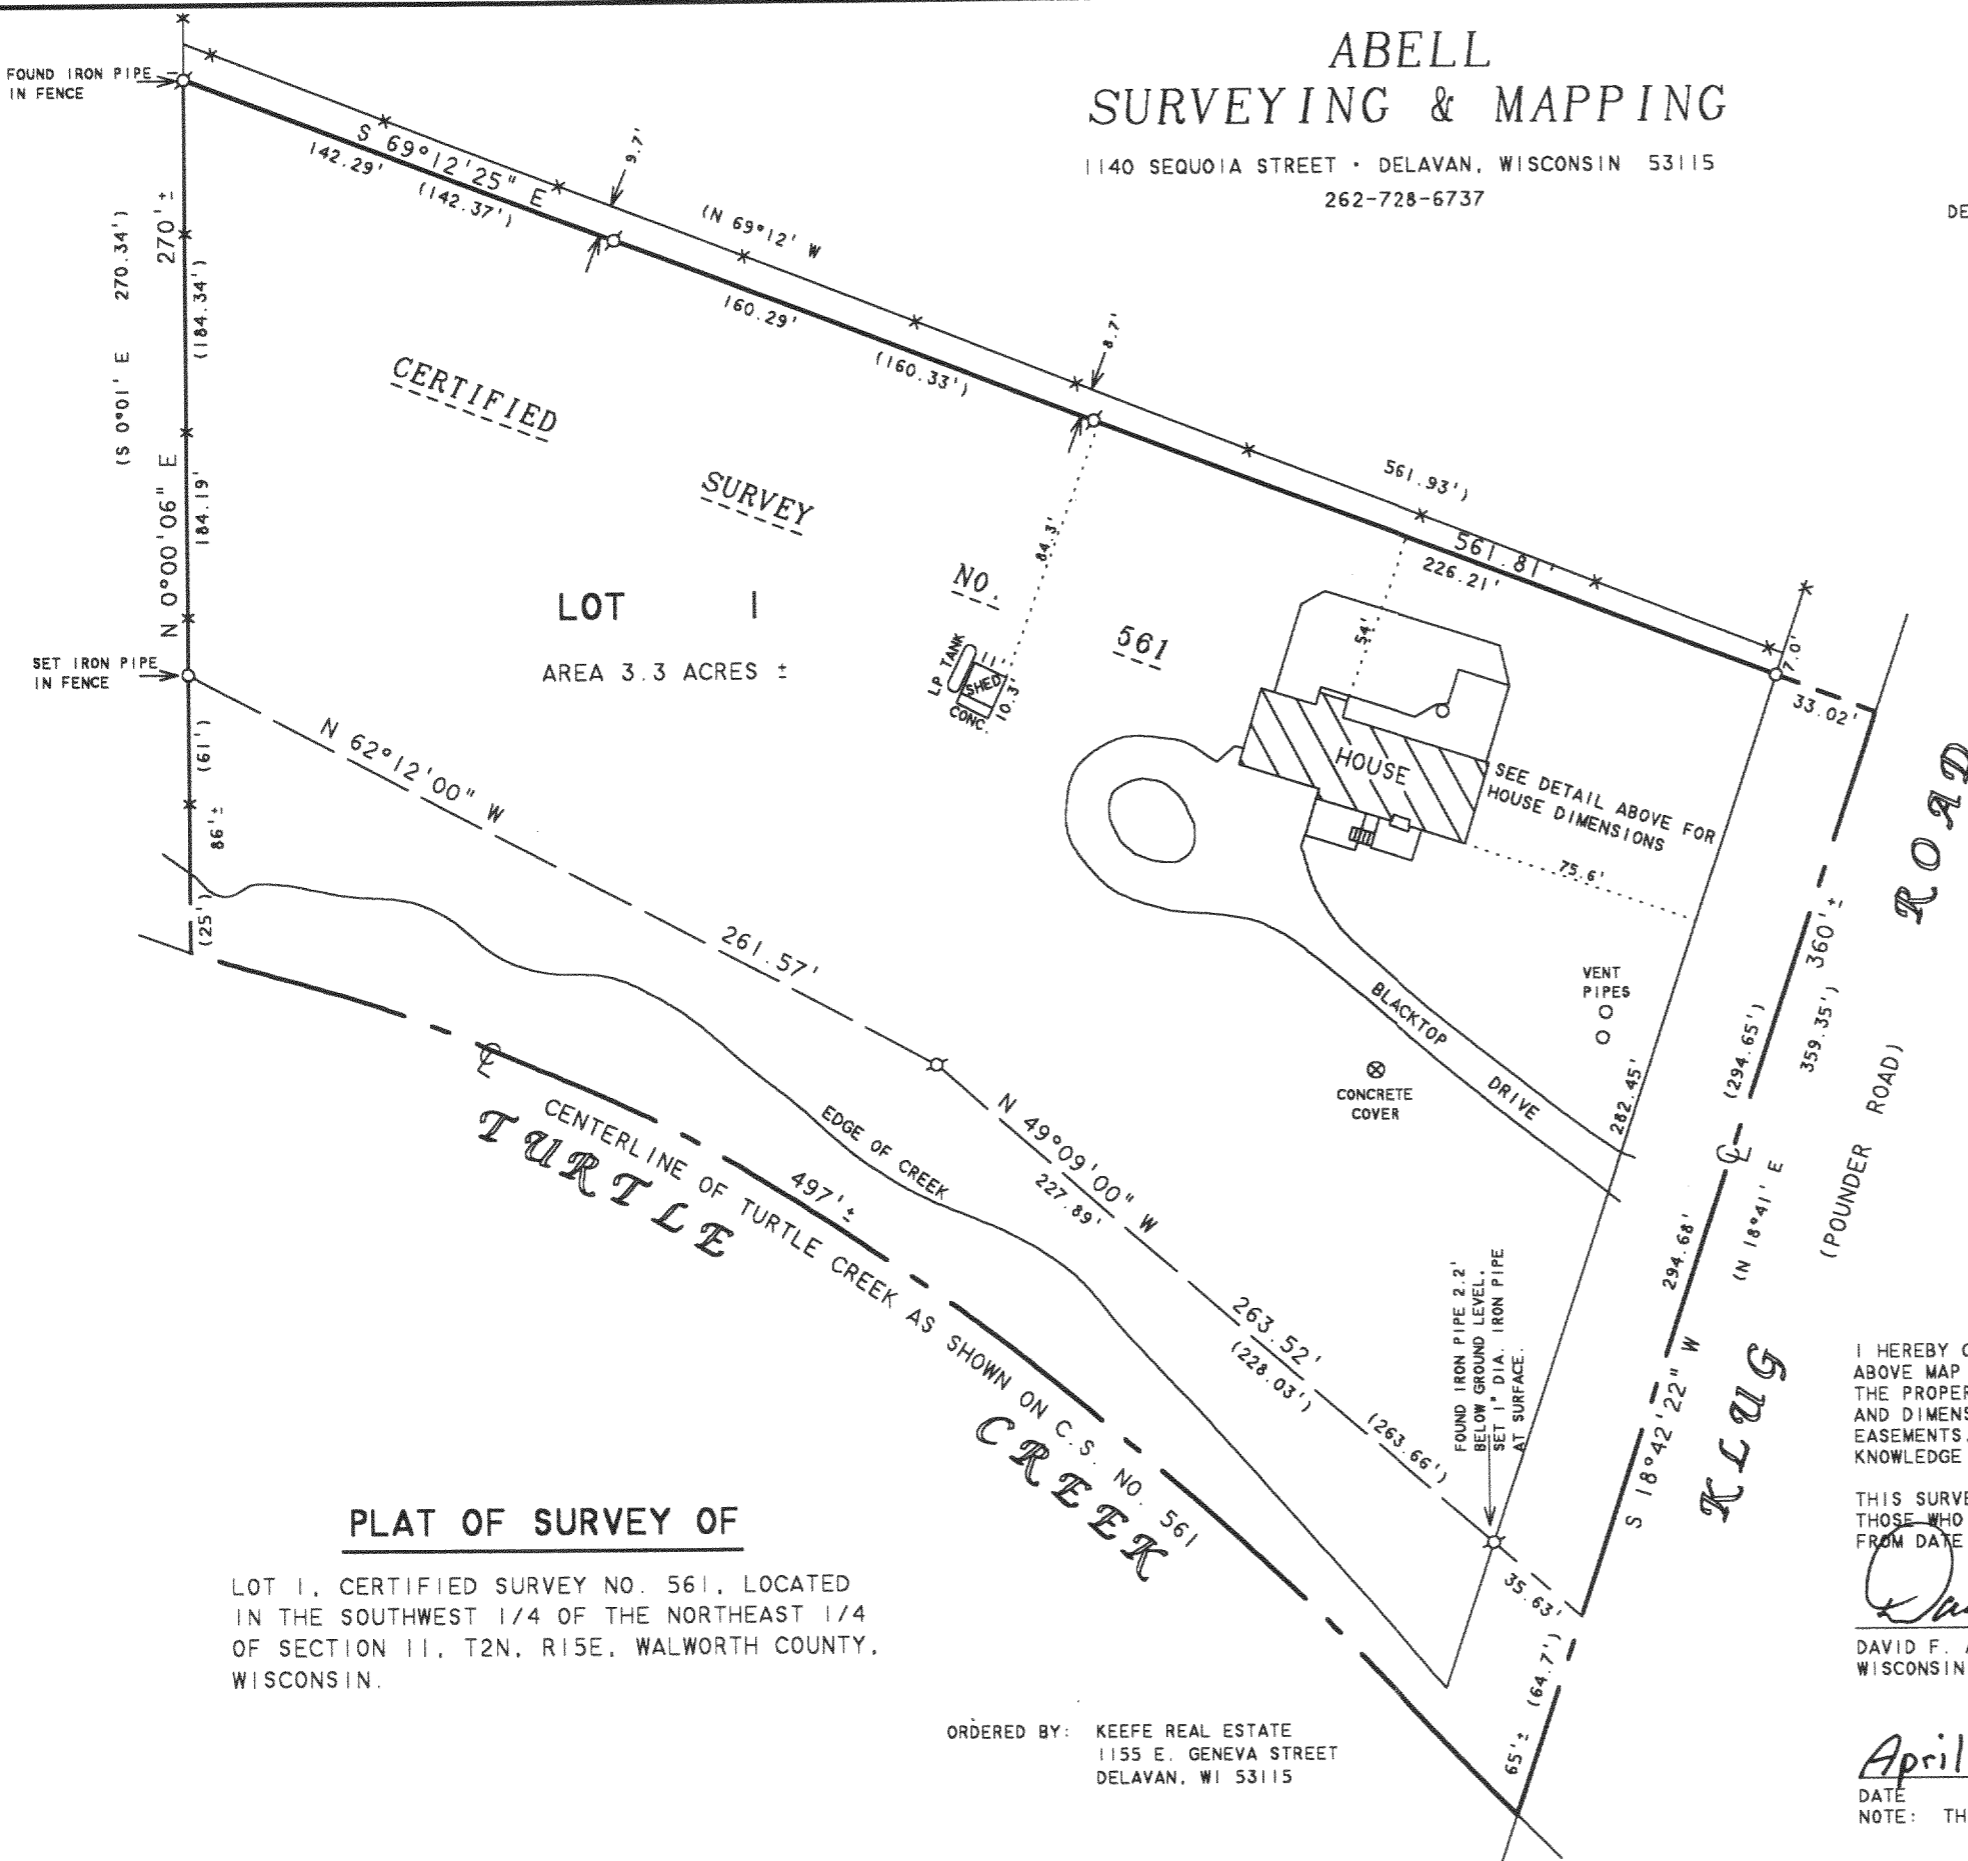 ABELL
SURVEYING & MAPPING
1140 SEQUOIA STREET • DELAVAN, WISCONSIN 53115
262-728-6737
DE
FOUND IRON PIPE
IN FENCE
S 69°12'25" E
142.29'
(142.37')
9.7'
(N 69°12' W
160.29'
(160.33')
8.7'
561.93')
561.81'
226.21'
7.0'
33.02'
270'±
(S 0°01' E 270.34')
(184.34')
N 0°00'06" E
184.19'
CERTIFIED
SURVEY
NO.
561
LOT 1
AREA 3.3 ACRES ±
84.3'
54'
LP TANK
11'
SHED
10.3'
CONC.
HOUSE
SEE DETAIL ABOVE FOR
HOUSE DIMENSIONS
75.6'
SET IRON PIPE
IN FENCE
(61')
86'±
(25')
N 62°12'00" W
261.57'
VENT
PIPES
BLACKTOP
DRIVE
CONCRETE
COVER
282.45'
ROAD
360'±
359.35')
(294.65')
(POUNDER ROAD)
℄
(N 18°41' E
294.68'
S 18°42'22" W
KLUG
℄
CENTERLINE OF TURTLE CREEK AS SHOWN ON C.S. NO. 561
TURTLE
CREEK
497'±
EDGE OF CREEK
N 49°09'00" W
227.89'
263.52'
(228.03')
(263.66')
FOUND IRON PIPE 2.2'
BELOW GROUND LEVEL,
SET 1" DIA. IRON PIPE
AT SURFACE.
35.63'
(64.7')
65'±
PLAT OF SURVEY OF
LOT 1, CERTIFIED SURVEY NO. 561, LOCATED
IN THE SOUTHWEST 1/4 OF THE NORTHEAST 1/4
OF SECTION 11, T2N, R15E, WALWORTH COUNTY,
WISCONSIN.
ORDERED BY: KEEFE REAL ESTATE
1155 E. GENEVA STREET
DELAVAN, WI 53115
I HEREBY C
ABOVE MAP
THE PROPER
AND DIMENS
EASEMENTS,
KNOWLEDGE
THIS SURVE
THOSE WHO
FROM DATE
DAVID F. A
WISCONSIN
April
DATE
NOTE: TH